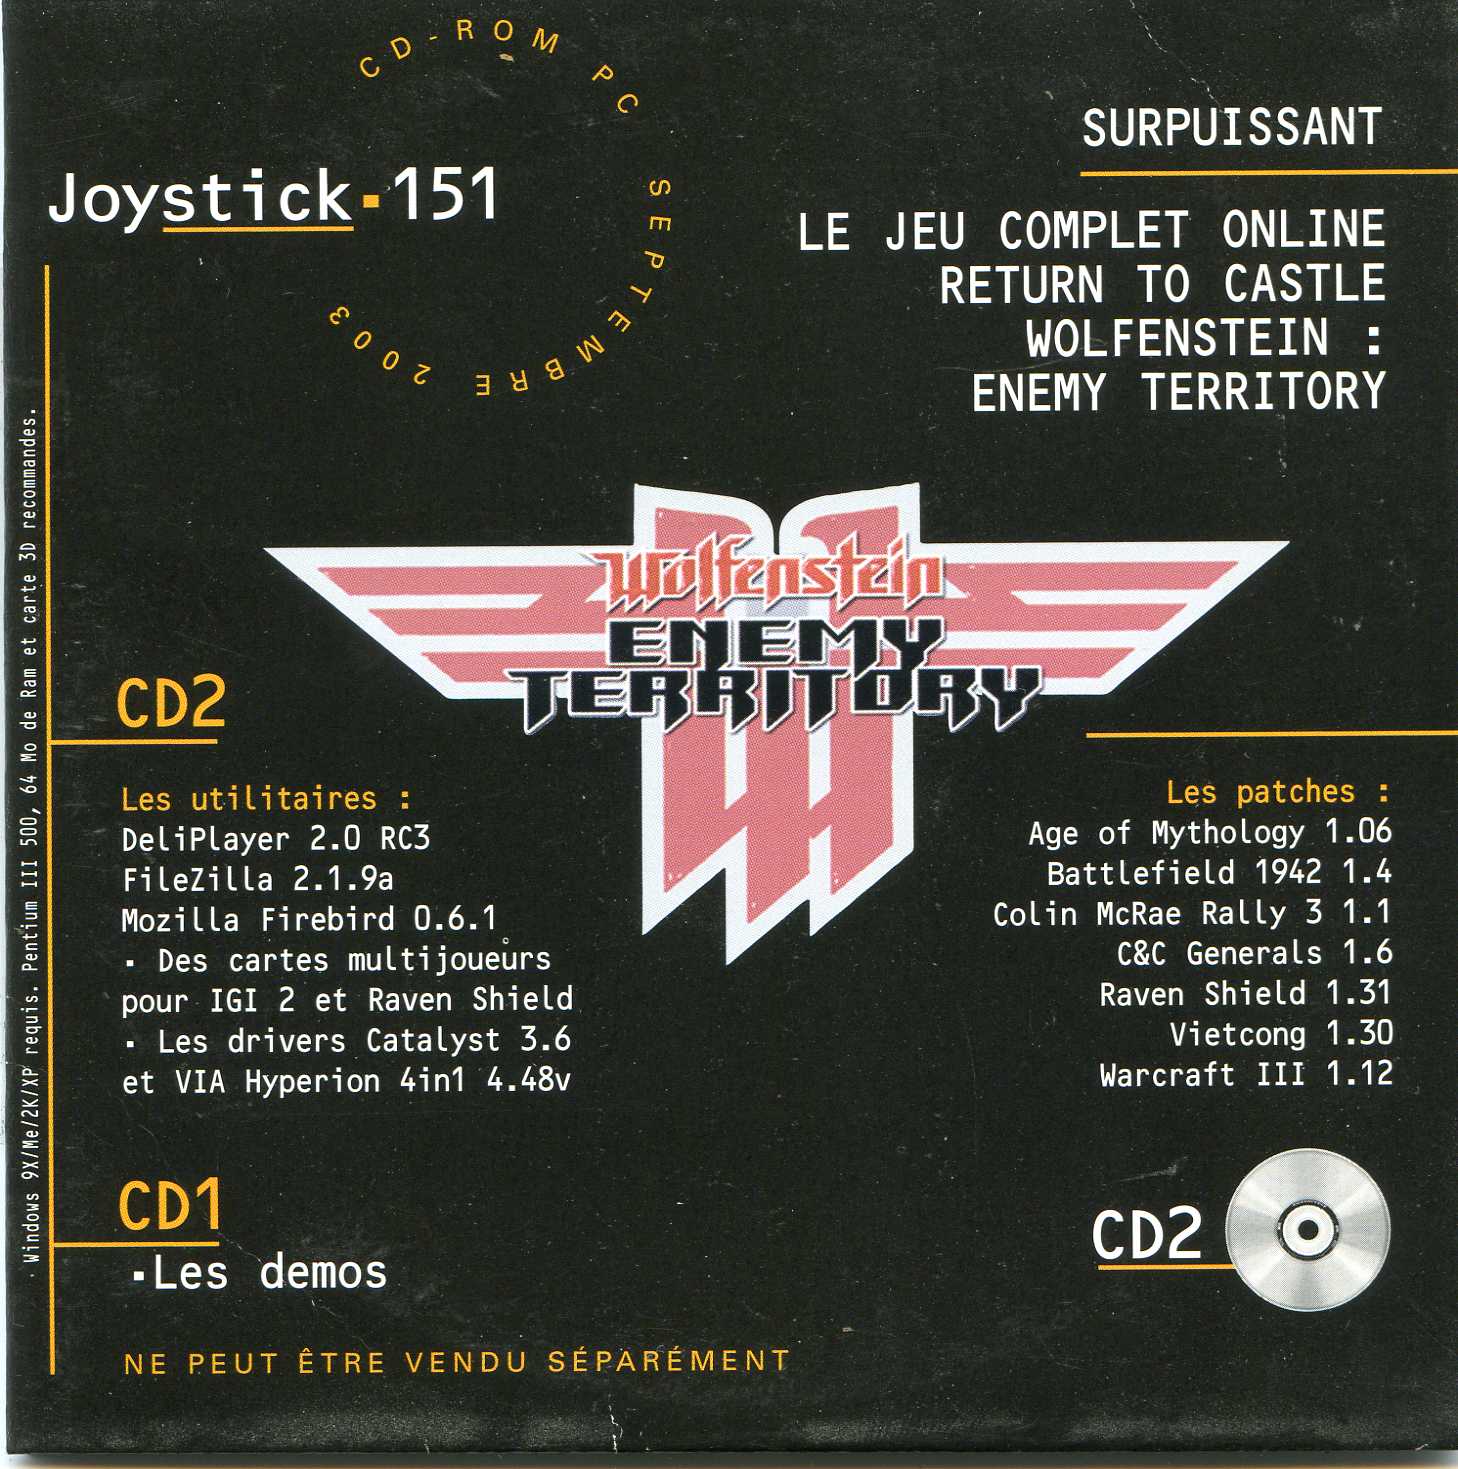 CD-ROM PC SEPTEMBRE 2003
Joystick▪151
SURPUISSANT
LE JEU COMPLET ONLINE
RETURN TO CASTLE
WOLFENSTEIN :
ENEMY TERRITORY
Wolfenstein
ENEMY
TERRITORY
CD2
Les utilitaires :
DeliPlayer 2.0 RC3
FileZilla 2.1.9a
Mozilla Firebird 0.6.1
▪ Des cartes multijoueurs
pour IGI 2 et Raven Shield
▪ Les drivers Catalyst 3.6
et VIA Hyperion 4in1 4.48v
Les patches :
Age of Mythology 1.06
Battlefield 1942 1.4
Colin McRae Rally 3 1.1
C&C Generals 1.6
Raven Shield 1.31
Vietcong 1.30
Warcraft III 1.12
CD1
▪Les demos
CD2
NE PEUT ÊTRE VENDU SÉPARÉMENT
· Windows 9X/Me/2K/XP requis. Pentium III 500, 64 Mo de Ram et carte 3D recommandes.